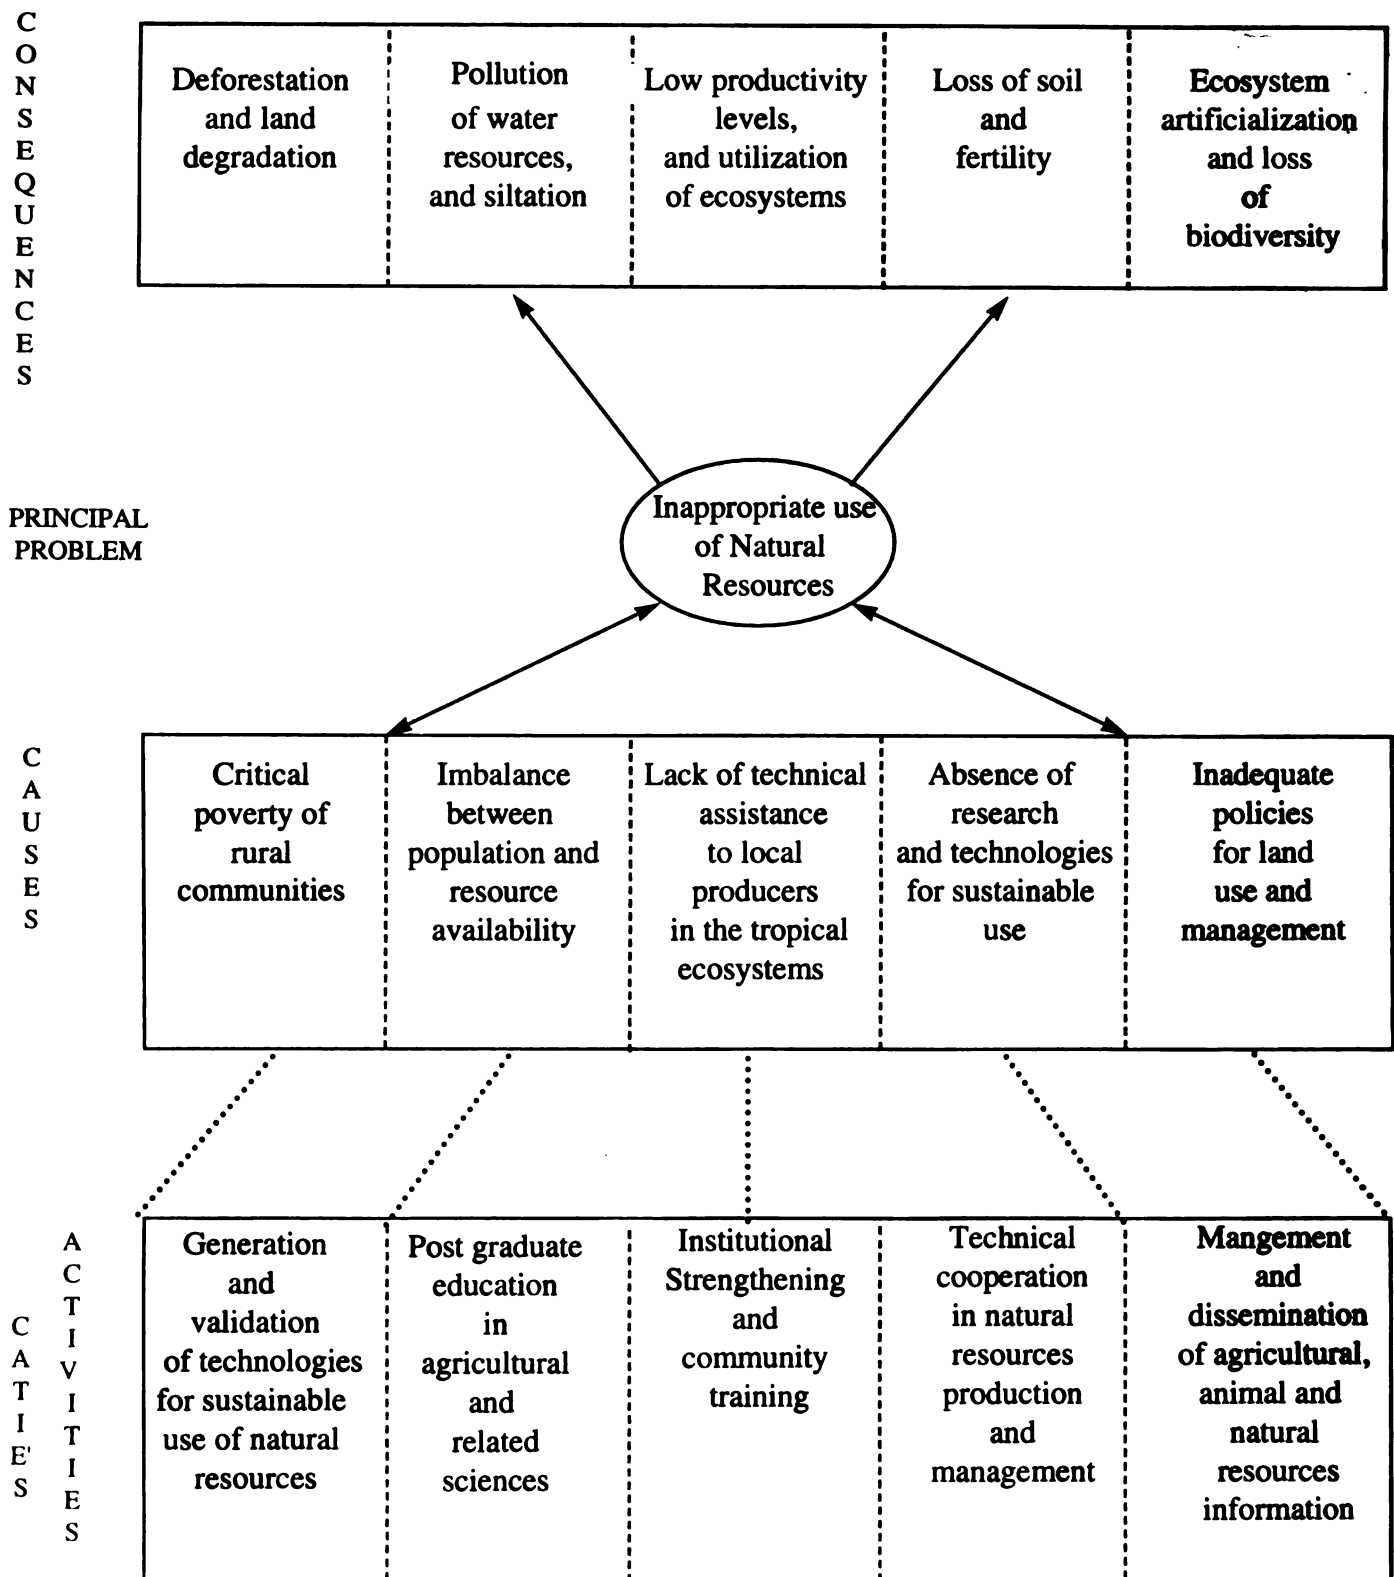 CONSEQUENCES
Deforestation
and land
degradation
Pollution
of water
resources,
and siltation
Low productivity
levels,
and utilization
of ecosystems
Loss of soil
and
fertility
Ecosystem
artificialization
and loss
of
biodiversity
PRINCIPAL
PROBLEM
Inappropriate use
of Natural
Resources
CAUSES
Critical
poverty of
rural
communities
Imbalance
between
population and
resource
availability
Lack of technical
assistance
to local
producers
in the tropical
ecosystems
Absence of
research
and technologies
for sustainable
use
Inadequate
policies
for land
use and
management
CATIE'S
ACTIVITIES
Generation
and
validation
of technologies
for sustainable
use of natural
resources
Post graduate
education
in
agricultural
and
related
sciences
Institutional
Strengthening
and
community
training
Technical
cooperation
in natural
resources
production
and
management
Mangement
and
dissemination
of agricultural,
animal and
natural
resources
information